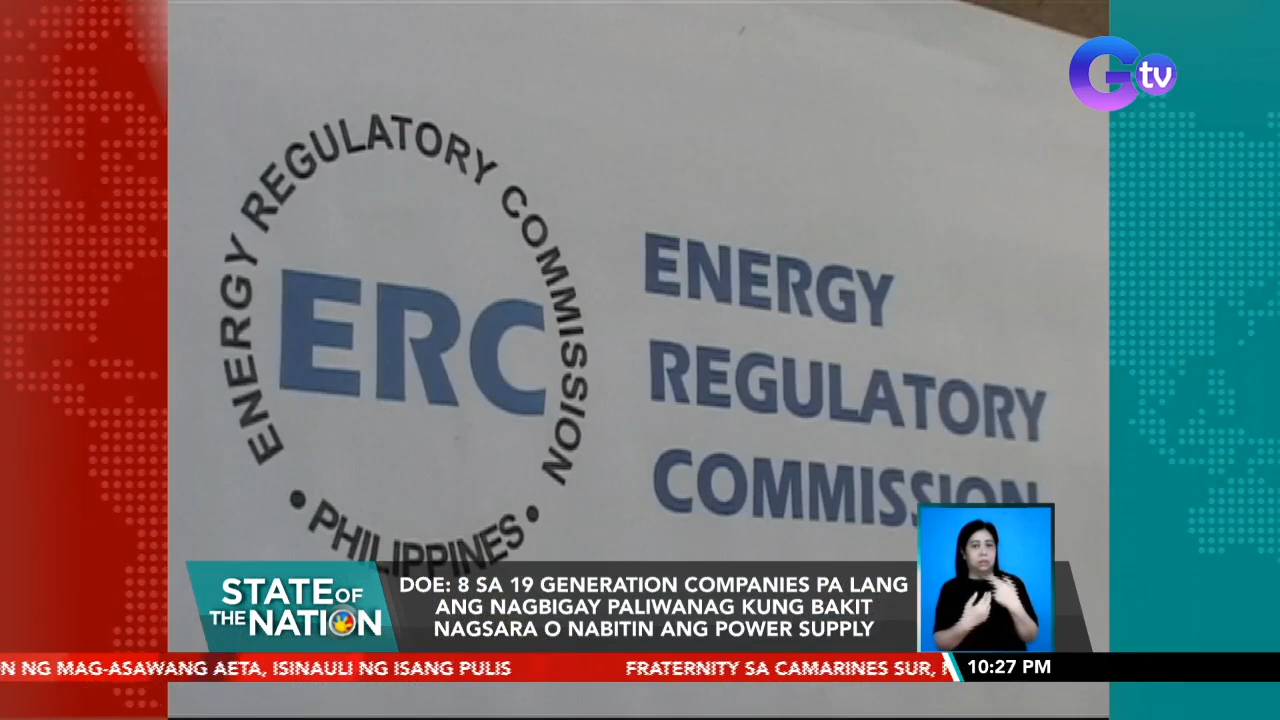 Gtv
ENERGY REGULATORY COMMISSION
• PHILIPPINES •
ERC
ENERGY
REGULATORY
COMMISSION
STATE OF
THE NATION
DOE: 8 SA 19 GENERATION COMPANIES PA LANG
ANG NAGBIGAY PALIWANAG KUNG BAKIT
NAGSARA O NABITIN ANG POWER SUPPLY
N NG MAG-ASAWANG AETA, ISINAULI NG ISANG PULIS
FRATERNITY SA CAMARINES SUR,
10:27 PM